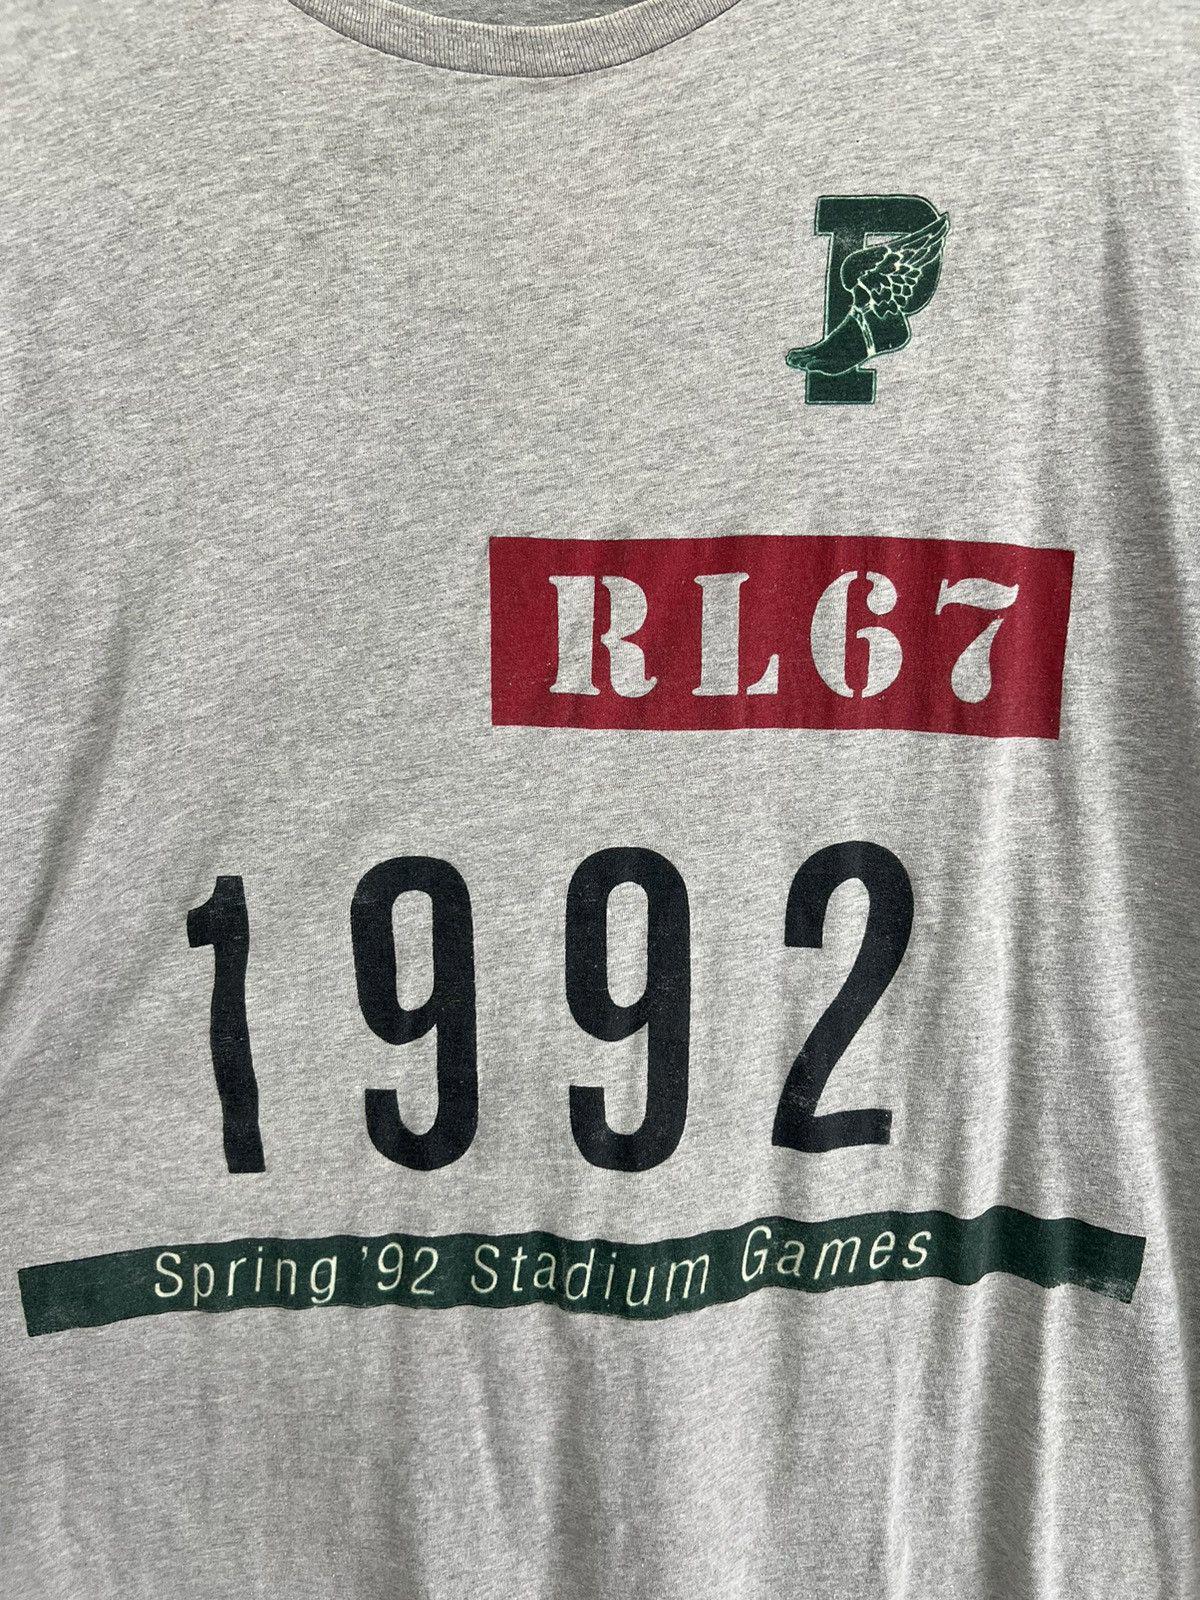 P
RL67
1992
Spring '92 Stadium Games